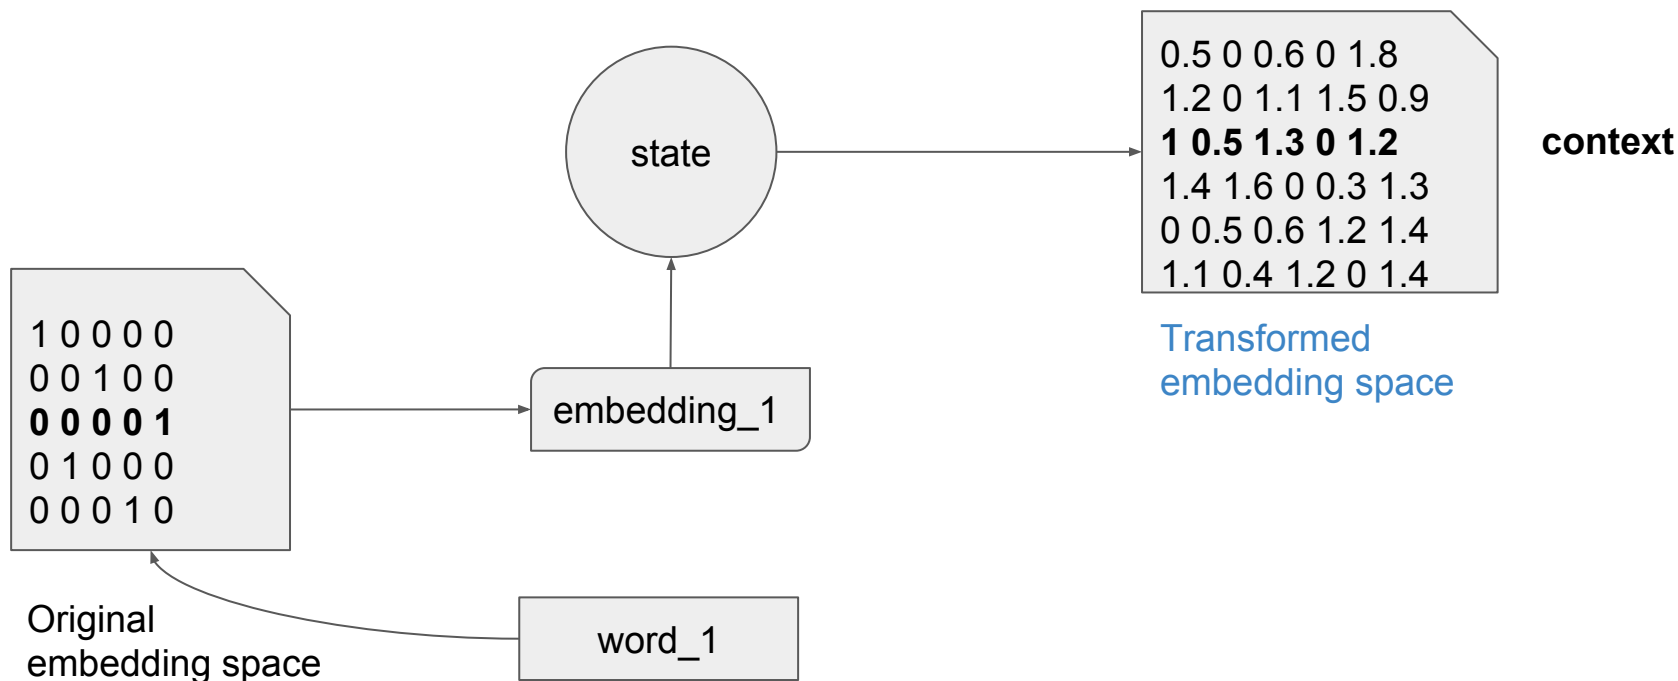 0.5 0 0.6 0 1.8
1.2 0 1.1 1.5 0.9
1 0.5 1.3 0 1.2
1.4 1.6 0 0.3 1.3
0 0.5 0.6 1.2 1.4
1.1 0.4 1.2 0 1.4
context
Transformed
embedding space
state
embedding_1
1 0 0 0 0
0 0 1 0 0
0 0 0 0 1
0 1 0 0 0
0 0 0 1 0
Original
embedding space
word_1